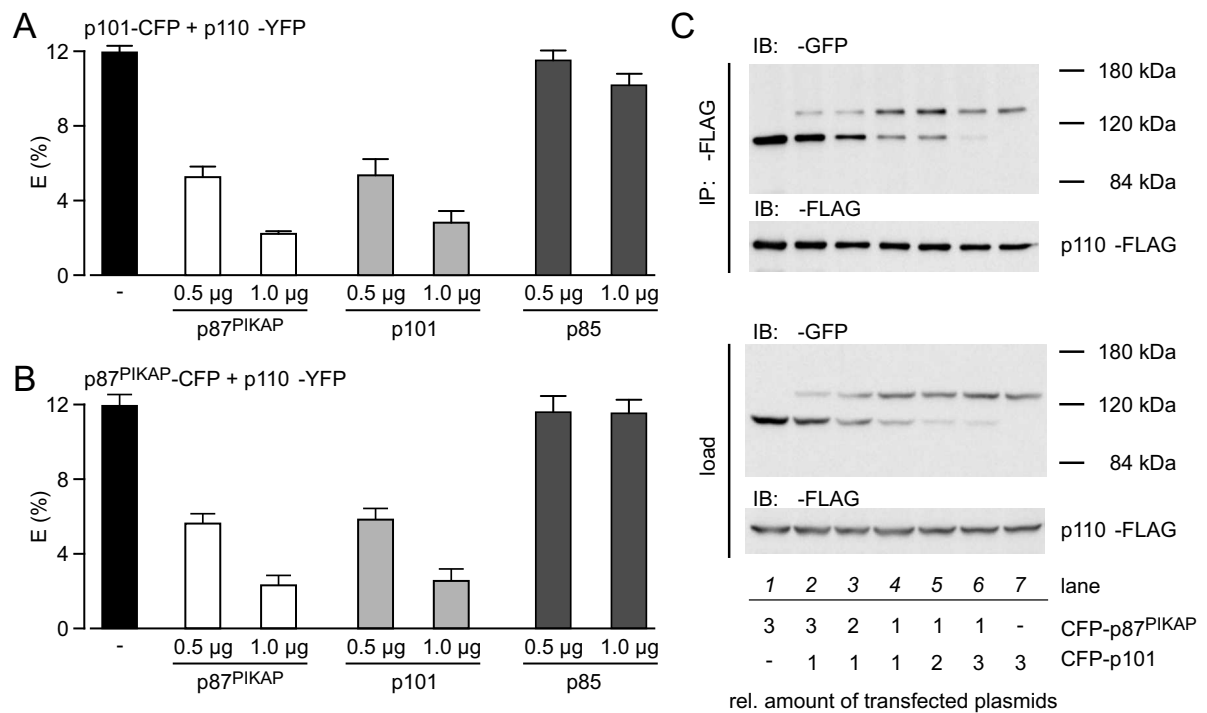 A
p101-CFP + p110 -YFP
E (%)
12
8
4
0
-
0.5 µg 1.0 µg
0.5 µg 1.0 µg
0.5 µg 1.0 µg
p87PIKAP
p101
p85
B
p87PIKAP-CFP + p110 -YFP
E (%)
12
8
4
0
-
0.5 µg 1.0 µg
0.5 µg 1.0 µg
0.5 µg 1.0 µg
p87PIKAP
p101
p85
C
IP: -FLAG
IB: -GFP
180 kDa
120 kDa
84 kDa
IB: -FLAG
p110 -FLAG
load
IB: -GFP
180 kDa
120 kDa
84 kDa
IB: -FLAG
p110 -FLAG
1 2 3 4 5 6 7 lane
3 3 2 1 1 1 - CFP-p87PIKAP
- 1 1 1 2 3 3 CFP-p101
rel. amount of transfected plasmids